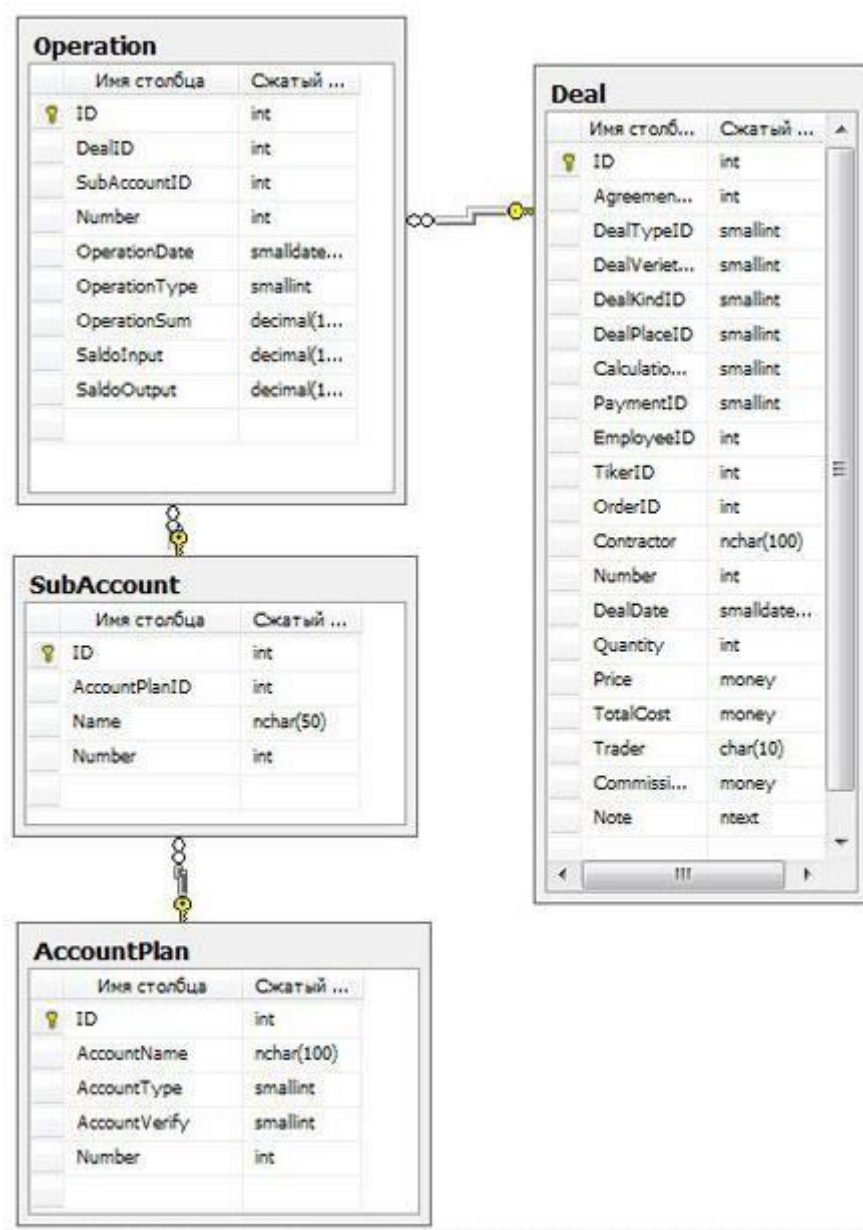 Operation
Имя столбца Сжатый ...
ID int
DealID int
SubAccountID int
Number int
OperationDate smalldate...
OperationType smallint
OperationSum decimal(1...
SaldoInput decimal(1...
SaldoOutput decimal(1...
Deal
Имя столб... Сжатый ...
ID int
Agreemen... int
DealTypeID smallint
DealVeriet... smallint
DealKindID smallint
DealPlaceID smallint
Calculatio... smallint
PaymentID smallint
EmployeeID int
TikerID int
OrderID int
Contractor nchar(100)
Number int
DealDate smalldate...
Quantity int
Price money
TotalCost money
Trader char(10)
Commissi... money
Note ntext
SubAccount
Имя столбца Сжатый ...
ID int
AccountPlanID int
Name nchar(50)
Number int
AccountPlan
Имя столбца Сжатый ...
ID int
AccountName nchar(100)
AccountType smallint
AccountVerify smallint
Number int